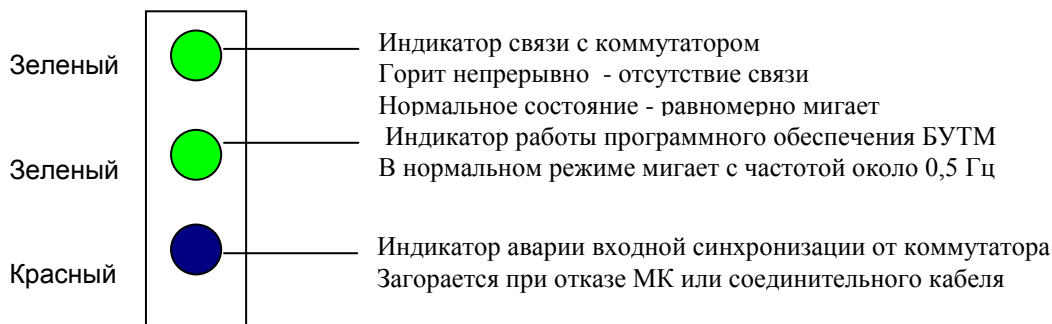 Зеленый
Индикатор связи с коммутатором
Горит непрерывно - отсутствие связи
Нормальное состояние - равномерно мигает
Зеленый
Индикатор работы программного обеспечения БУТМ
В нормальном режиме мигает с частотой около 0,5 Гц
Красный
Индикатор аварии входной синхронизации от коммутатора
Загорается при отказе МК или соединительного кабеля